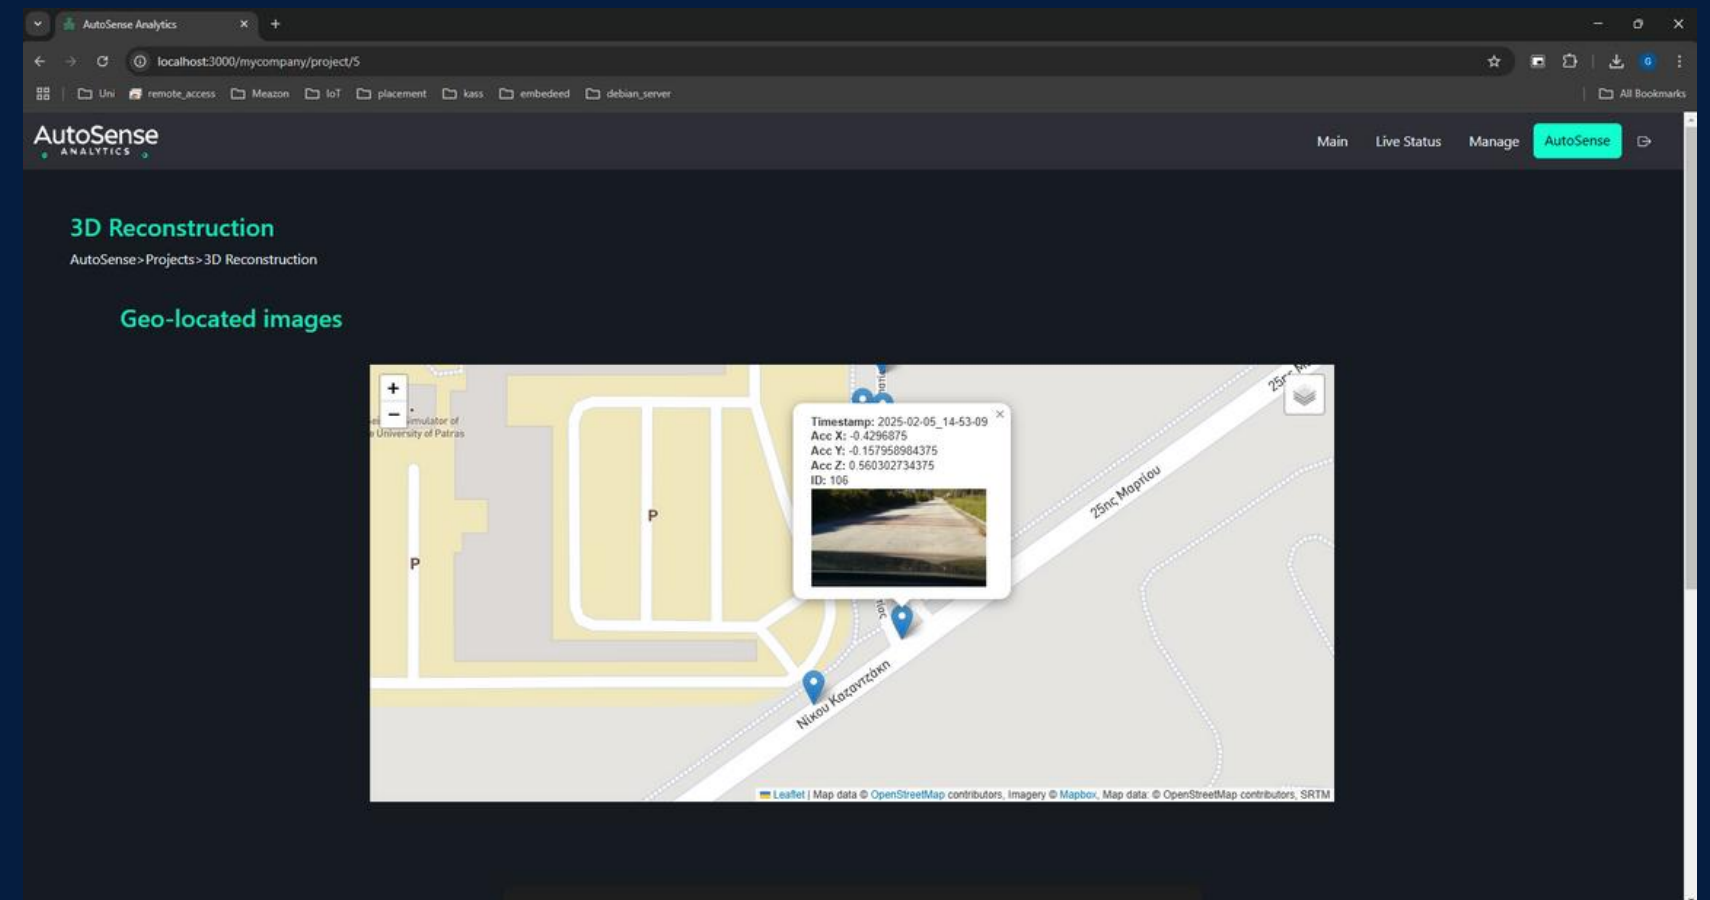 AutoSense Analytics
localhost:3000/mycompany/project/5
Uni remote_access Meazon IoT placement kass embedeed debian_server All Bookmarks
AutoSense
ANALYTICS
Main Live Status Manage AutoSense
3D Reconstruction
AutoSense>Projects>3D Reconstruction
Geo-located images
+
−
University of Patras
P
P
Timestamp: 2025-02-05_14-53-09
Acc X: -0.4296875
Acc Y: -0.157958984375
Acc Z: 0.560302734375
ID: 106
25ης Μαρτίου
Νίκου Καζαντζάκη
Leaflet | Map data © OpenStreetMap contributors, Imagery © Mapbox, Map data: © OpenStreetMap contributors, SRTM